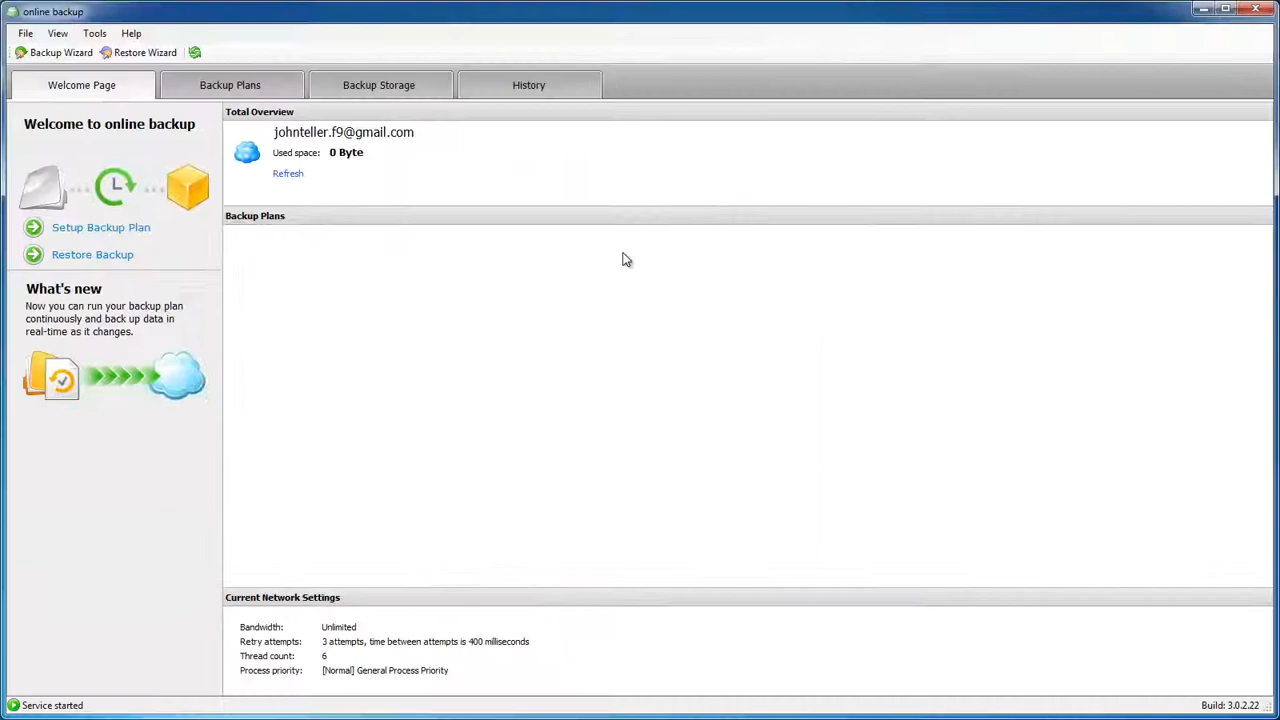 online backup
File View Tools Help
Backup Wizard Restore Wizard
Welcome Page Backup Plans Backup Storage History
Welcome to online backup
Setup Backup Plan
Restore Backup
What's new
Now you can run your backup plan
continuously and back up data in
real-time as it changes.
Total Overview
johnteller.f9@gmail.com
Used space: 0 Byte
Refresh
Backup Plans
Current Network Settings
Bandwidth: Unlimited
Retry attempts: 3 attempts, time between attempts is 400 milliseconds
Thread count: 6
Process priority: [Normal] General Process Priority
Service started
Build: 3.0.2.22